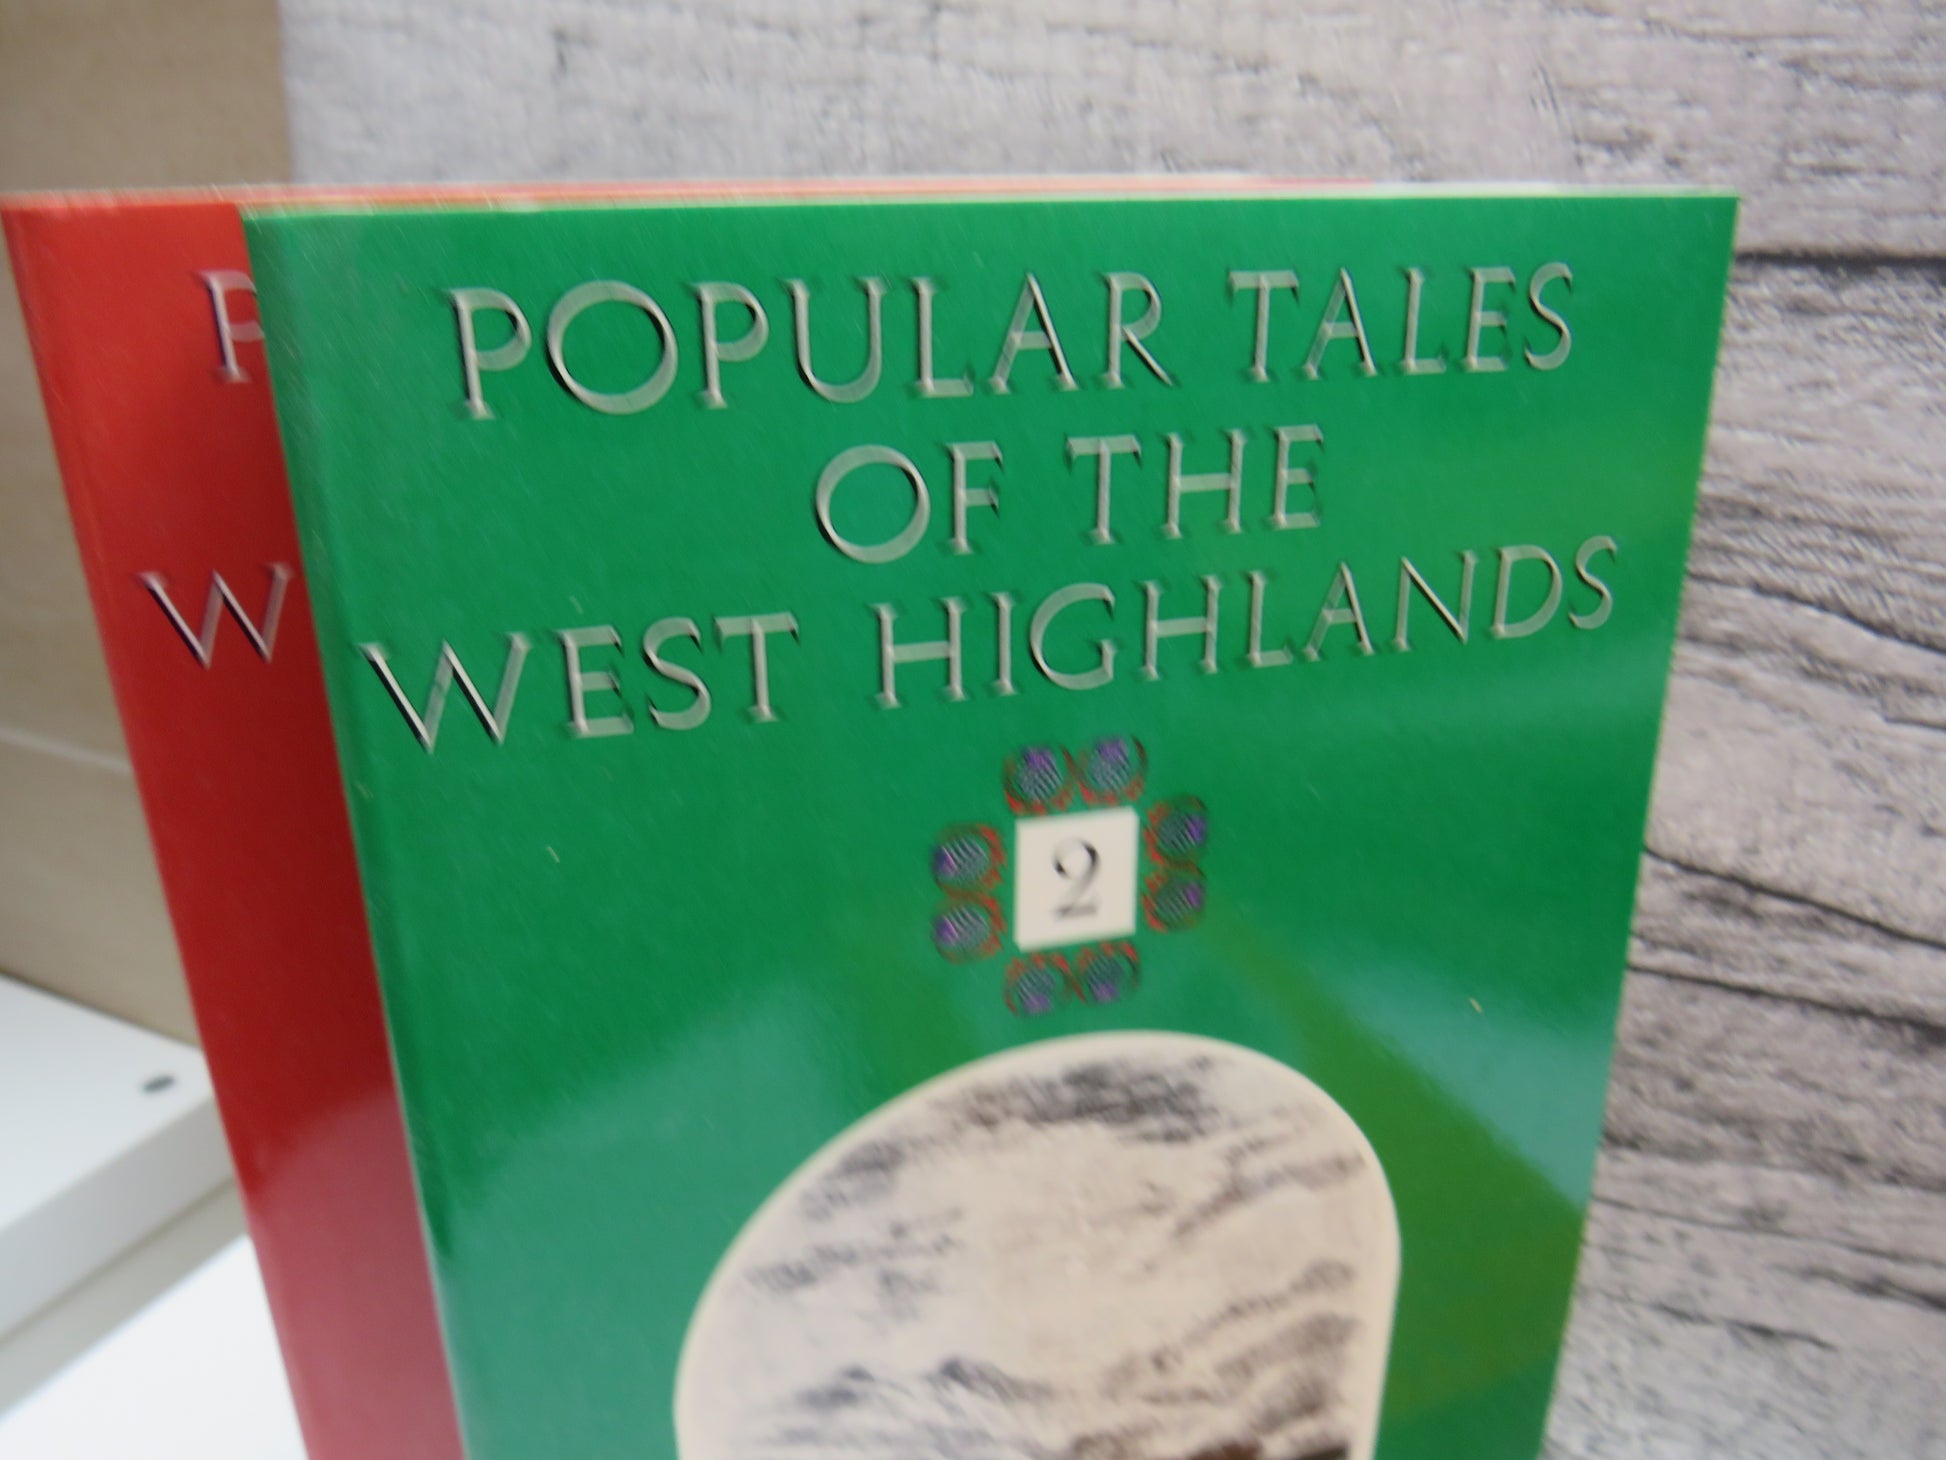 POPULAR TALES
OF THE
WEST HIGHLANDS
2
P
W